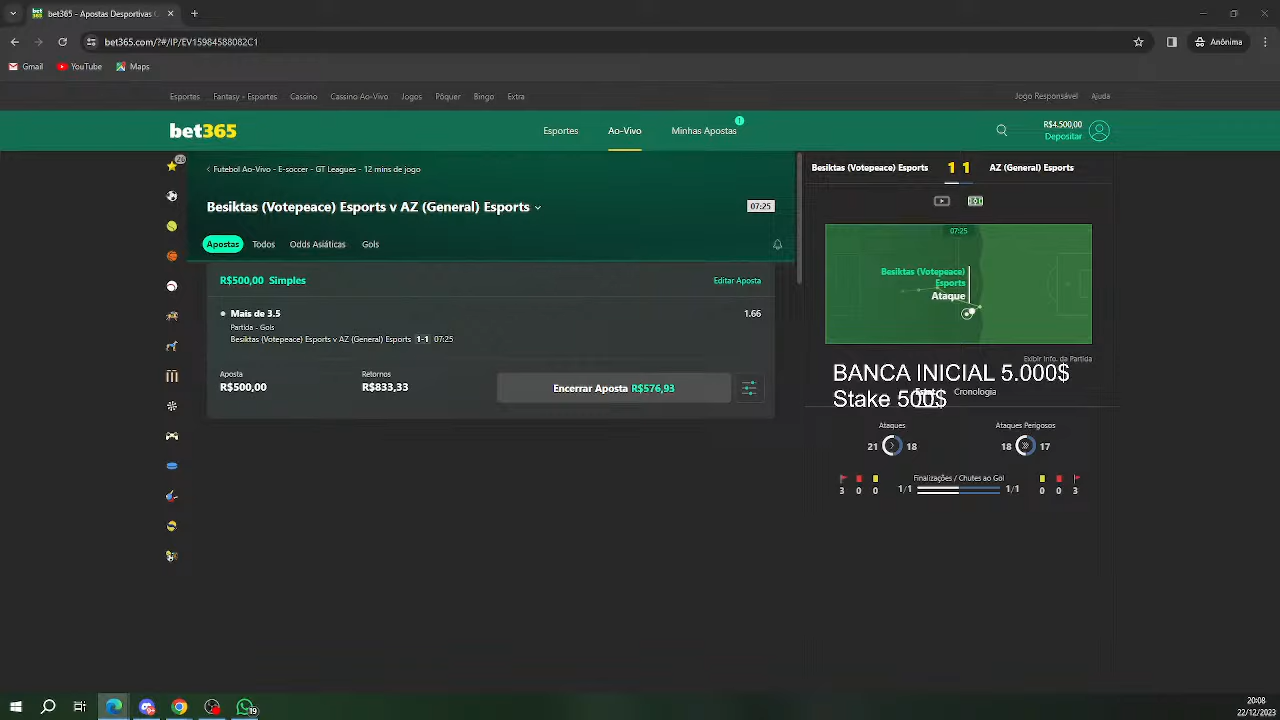 bet365 - Apostas Desportivas
bet365.com/?#/IP/EV15984588082C1
Anônima
Gmail
YouTube
Maps
Esportes
Fantasy - Esportes
Cassino
Cassino Ao-Vivo
Jogos
Pôquer
Bingo
Extra
Jogo Responsável
Ajuda
bet365
Esportes
Ao-Vivo
Minhas Apostas
1
R$4.500,00
Depositar
28
Futebol Ao-Vivo - E-soccer - GT Leagues - 12 mins de jogo
Besiktas (Votepeace) Esports v AZ (General) Esports
07:25
Apostas
Todos
Odds Asiáticas
Gols
R$500,00 Simples
Editar Aposta
Mais de 3.5
1.66
Partida - Gols
Besiktas (Votepeace) Esports v AZ (General) Esports 1-1 07:25
Aposta
Retornos
R$500,00
R$833,33
Encerrar Aposta R$576,93
Besiktas (Votepeace) Esports
1 1
AZ (General) Esports
07:25
Besiktas (Votepeace)
Esports
Ataque
Exibir Info. da Partida
BANCA INICIAL 5.000$
Cronologia
Stake 500$
Ataques
Ataques Perigosos
21 18
18 17
Finalizações / Chutes ao Gol
3 0 0
1/1
1/1
0 0 3
19
20:08
22/12/2023